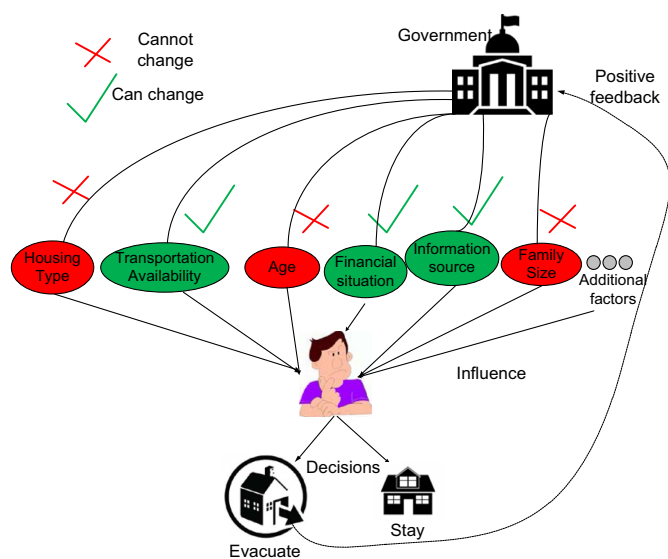 Cannot
change
Can change
Government
Positive
feedback
Housing
Type
Transportation
Availability
Age
Financial
situation
Information
source
Family
Size
Additional
factors
Influence
Decisions
Evacuate
Stay